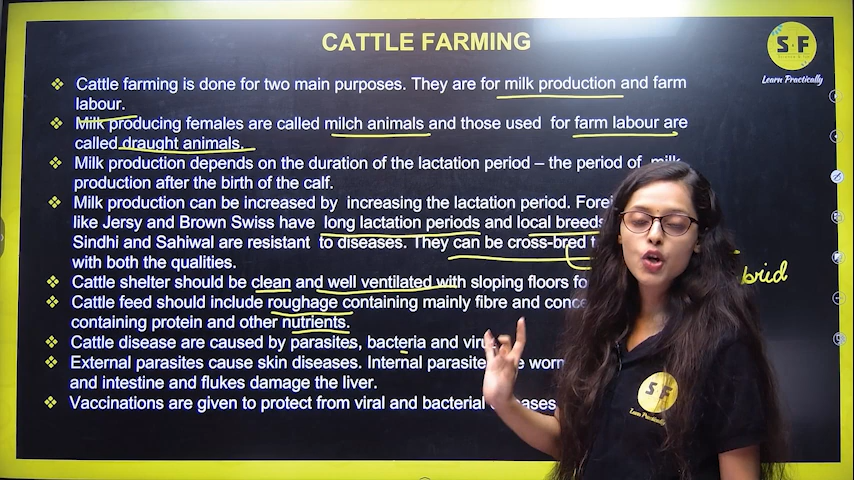 CATTLE FARMING
S F
Learn Practically
Cattle farming is done for two main purposes. They are for milk production and farm
labour.
Milk producing females are called milch animals and those used for farm labour are
called draught animals.
Milk production depends on the duration of the lactation period – the period of milk
production after the birth of the calf.
Milk production can be increased by increasing the lactation period.
like Jersy and Brown Swiss have long lactation periods and local breeds
Sindhi and Sahiwal are resistant to diseases. They can be cross-bred
with both the qualities.
Cattle shelter should be clean and well ventilated with sloping floors
Cattle feed should include roughage containing mainly fibre and
containing protein and other nutrients.
Cattle disease are caused by parasites, bacteria and
External parasites cause skin diseases. Internal
and intestine and flukes damage the liver.
Vaccinations are given to protect from viral and bacterial
S F
Learn Practically